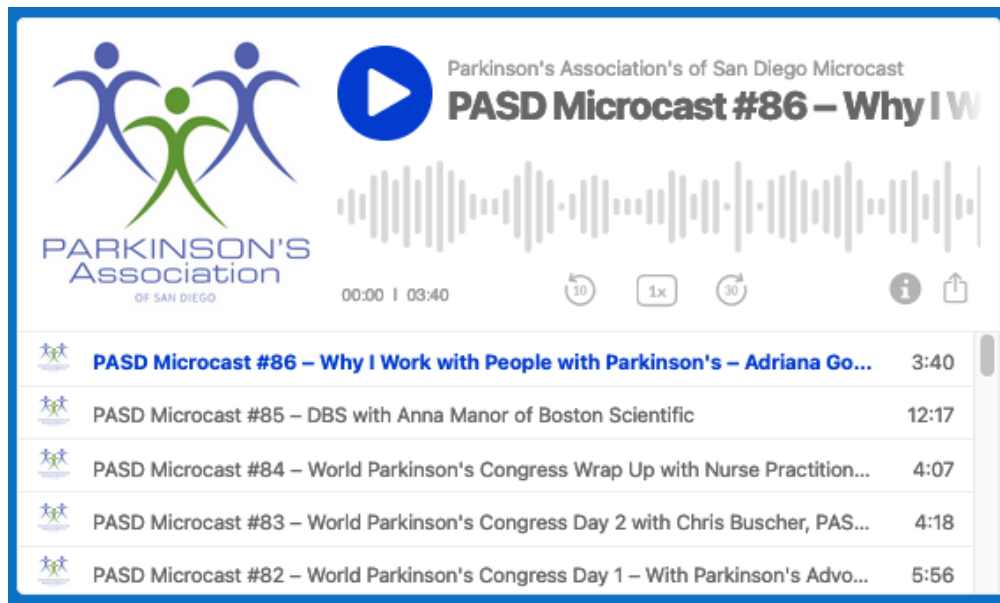 Parkinson's Association's of San Diego Microcast
PASD Microcast #86 – Why I W
PARKINSON'S
Association
OF SAN DIEGO
00:00 | 03:40
10
1x
30
i
PASD Microcast #86 – Why I Work with People with Parkinson's – Adriana Go... 3:40
PASD Microcast #85 – DBS with Anna Manor of Boston Scientific 12:17
PASD Microcast #84 – World Parkinson's Congress Wrap Up with Nurse Practition... 4:07
PASD Microcast #83 – World Parkinson's Congress Day 2 with Chris Buscher, PAS... 4:18
PASD Microcast #82 – World Parkinson's Congress Day 1 – With Parkinson's Advo... 5:56